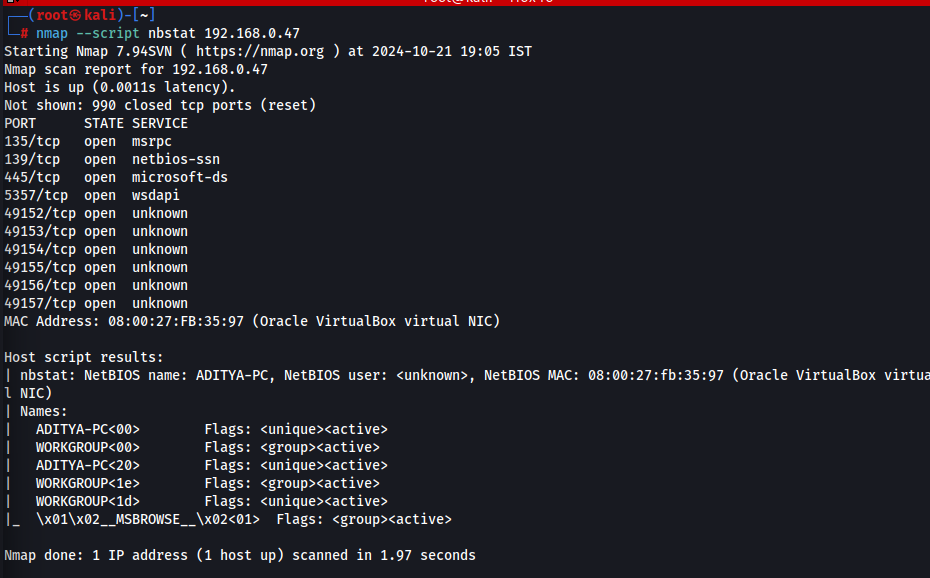 ┌──(root㉿kali)-[~]
└─# nmap --script nbstat 192.168.0.47
Starting Nmap 7.94SVN ( https://nmap.org ) at 2024-10-21 19:05 IST
Nmap scan report for 192.168.0.47
Host is up (0.0011s latency).
Not shown: 990 closed tcp ports (reset)
PORT      STATE SERVICE
135/tcp   open  msrpc
139/tcp   open  netbios-ssn
445/tcp   open  microsoft-ds
5357/tcp  open  wsdapi
49152/tcp open  unknown
49153/tcp open  unknown
49154/tcp open  unknown
49155/tcp open  unknown
49156/tcp open  unknown
49157/tcp open  unknown
MAC Address: 08:00:27:FB:35:97 (Oracle VirtualBox virtual NIC)
Host script results:
| nbstat: NetBIOS name: ADITYA-PC, NetBIOS user: <unknown>, NetBIOS MAC: 08:00:27:fb:35:97 (Oracle VirtualBox virtua
l NIC)
| Names:
|   ADITYA-PC<00>        Flags: <unique><active>
|   WORKGROUP<00>        Flags: <group><active>
|   ADITYA-PC<20>        Flags: <unique><active>
|   WORKGROUP<1e>        Flags: <group><active>
|   WORKGROUP<1d>        Flags: <unique><active>
|_  \x01\x02__MSBROWSE__\x02<01>  Flags: <group><active>
Nmap done: 1 IP address (1 host up) scanned in 1.97 seconds